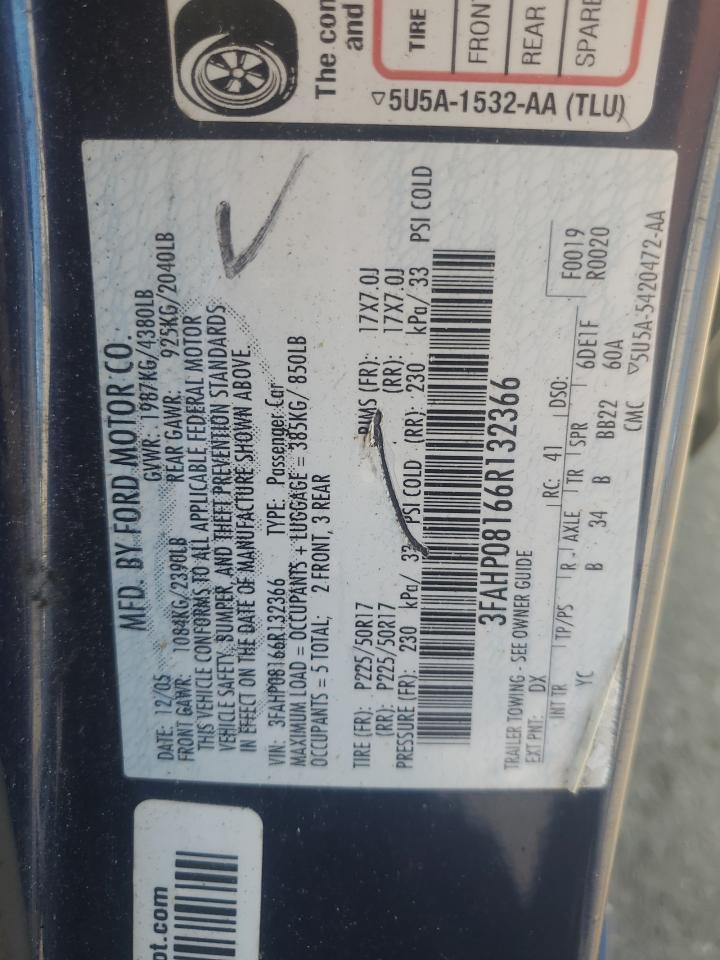 The con
and
TIRE
FRONT
REAR
SPARE
▽5U5A-1532-AA (TLU)
MFD. BY FORD MOTOR CO.
DATE: 12/05 GVWR: 1987KG/4380LB
FRONT GAWR: 1084KG/2390LB REAR GAWR: 925KG/2040LB
THIS VEHICLE CONFORMS TO ALL APPLICABLE FEDERAL MOTOR
VEHICLE SAFETY, BUMPER, AND THEFT PREVENTION STANDARDS
IN EFFECT ON THE DATE OF MANUFACTURE SHOWN ABOVE.
VIN: 3FAHP08166R132366 TYPE: Passenger Car
MAXIMUM LOAD = OCCUPANTS + LUGGAGE = 385KG/ 850LB
OCCUPANTS = 5 TOTAL; 2 FRONT, 3 REAR
TIRE (FR): P225/50R17 RIMS (FR): 17X7.0J
(RR): P225/50R17 (RR): 17X7.0J
PRESSURE (FR): 230 kPa/ 33 PSI COLD (RR): 230 kPa/ 33 PSI COLD
3FAHP08166R132366
TRAILER TOWING - SEE OWNER GUIDE
EXT PNT: DX RC: 41 DSO: F0019
INT TR TP/PS R - AXLE TR SPR 6DE1F R0020
YC B 34 B BB22 60A
CMC ▽5U5A-5420472-AA
pt.com